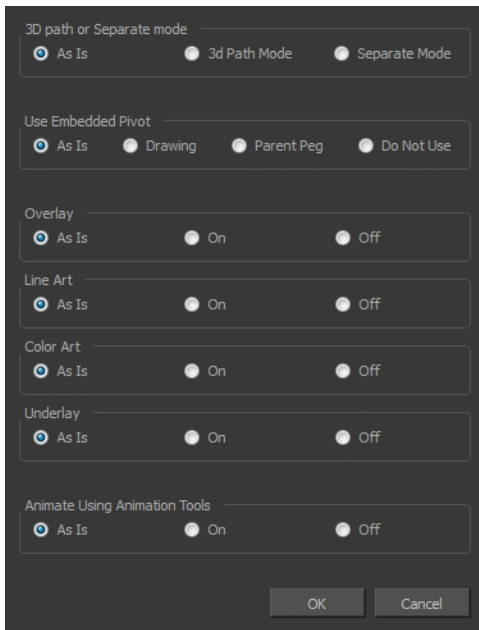 3D path or Separate mode
As Is 3d Path Mode Separate Mode
Use Embedded Pivot
As Is Drawing Parent Peg Do Not Use
Overlay
As Is On Off
Line Art
As Is On Off
Color Art
As Is On Off
Underlay
As Is On Off
Animate Using Animation Tools
As Is On Off
OK Cancel